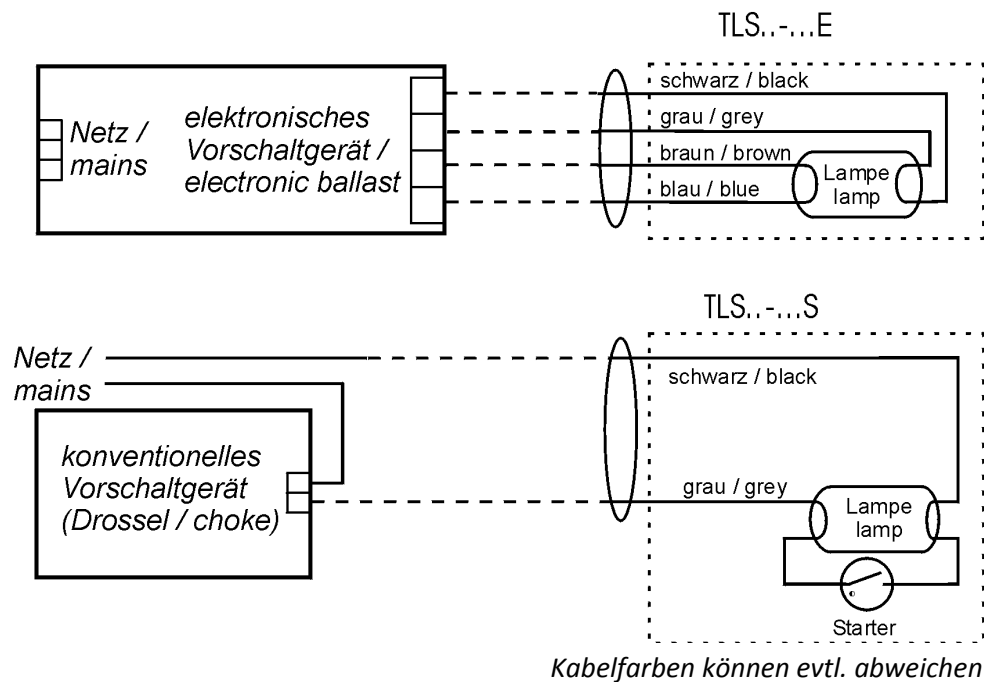 TLS..-...E
Netz /
mains
elektronisches
Vorschaltgerät /
electronic ballast
schwarz / black
grau / grey
braun / brown
blau / blue
Lampe
lamp
TLS..-...S
Netz /
mains
konventionelles
Vorschaltgerät
(Drossel / choke)
schwarz / black
grau / grey
Lampe
lamp
Starter
Kabelfarben können evtl. abweichen